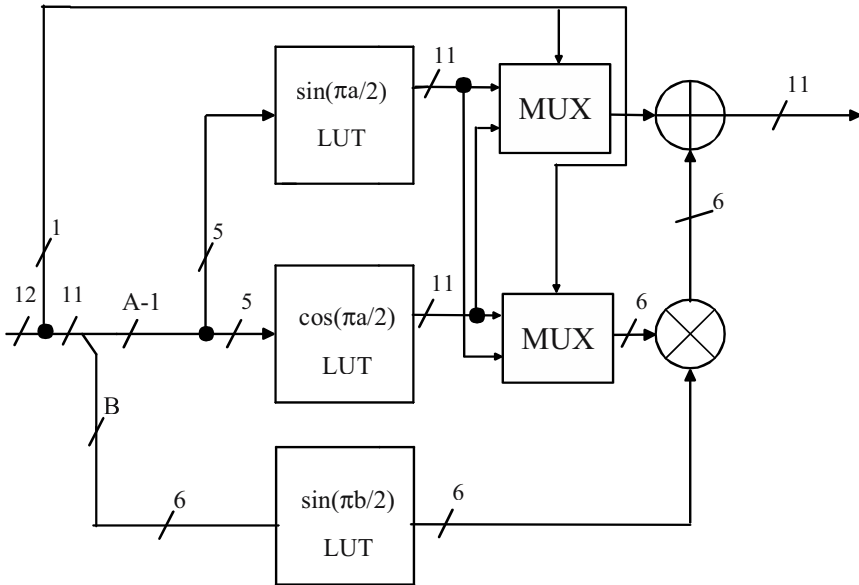 11
sin(πa/2)
LUT
MUX
11
1
5
6
12
11
A-1
5
cos(πa/2)
LUT
11
MUX
6
B
6
sin(πb/2)
LUT
6